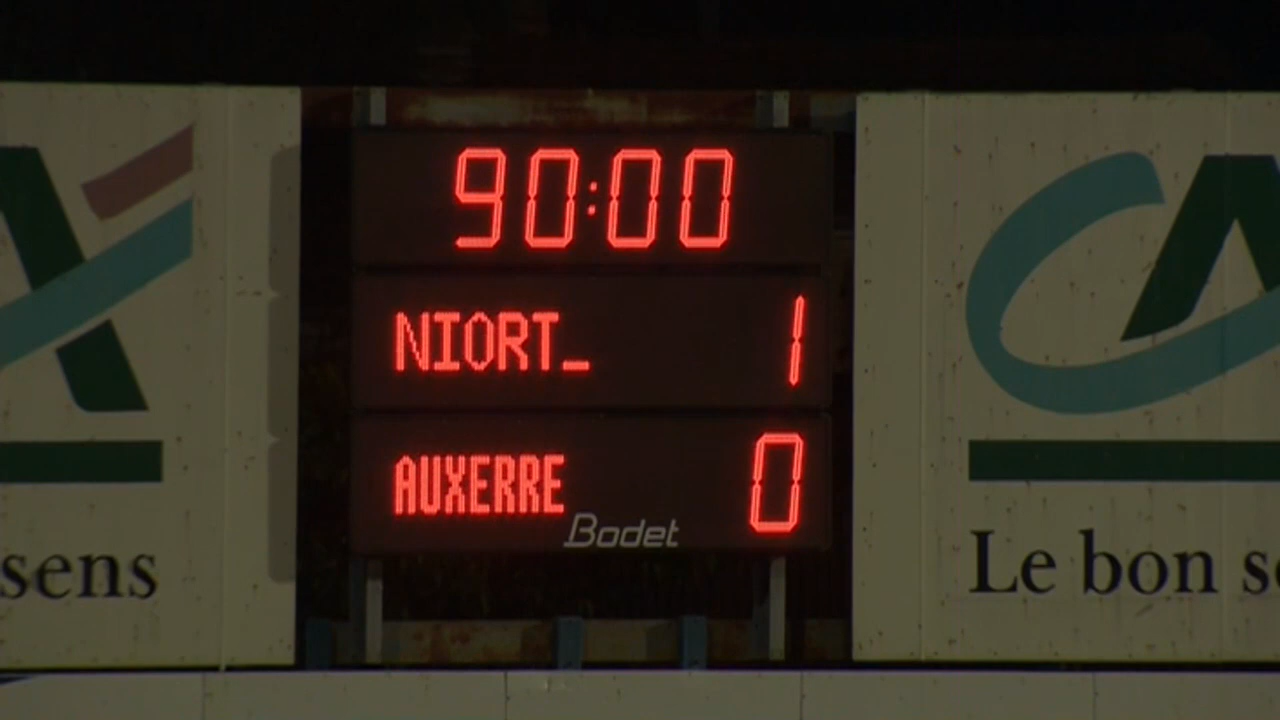 90:00
NIORT_ 1
AUXERRE 0
Bodet
sens
Le bon s